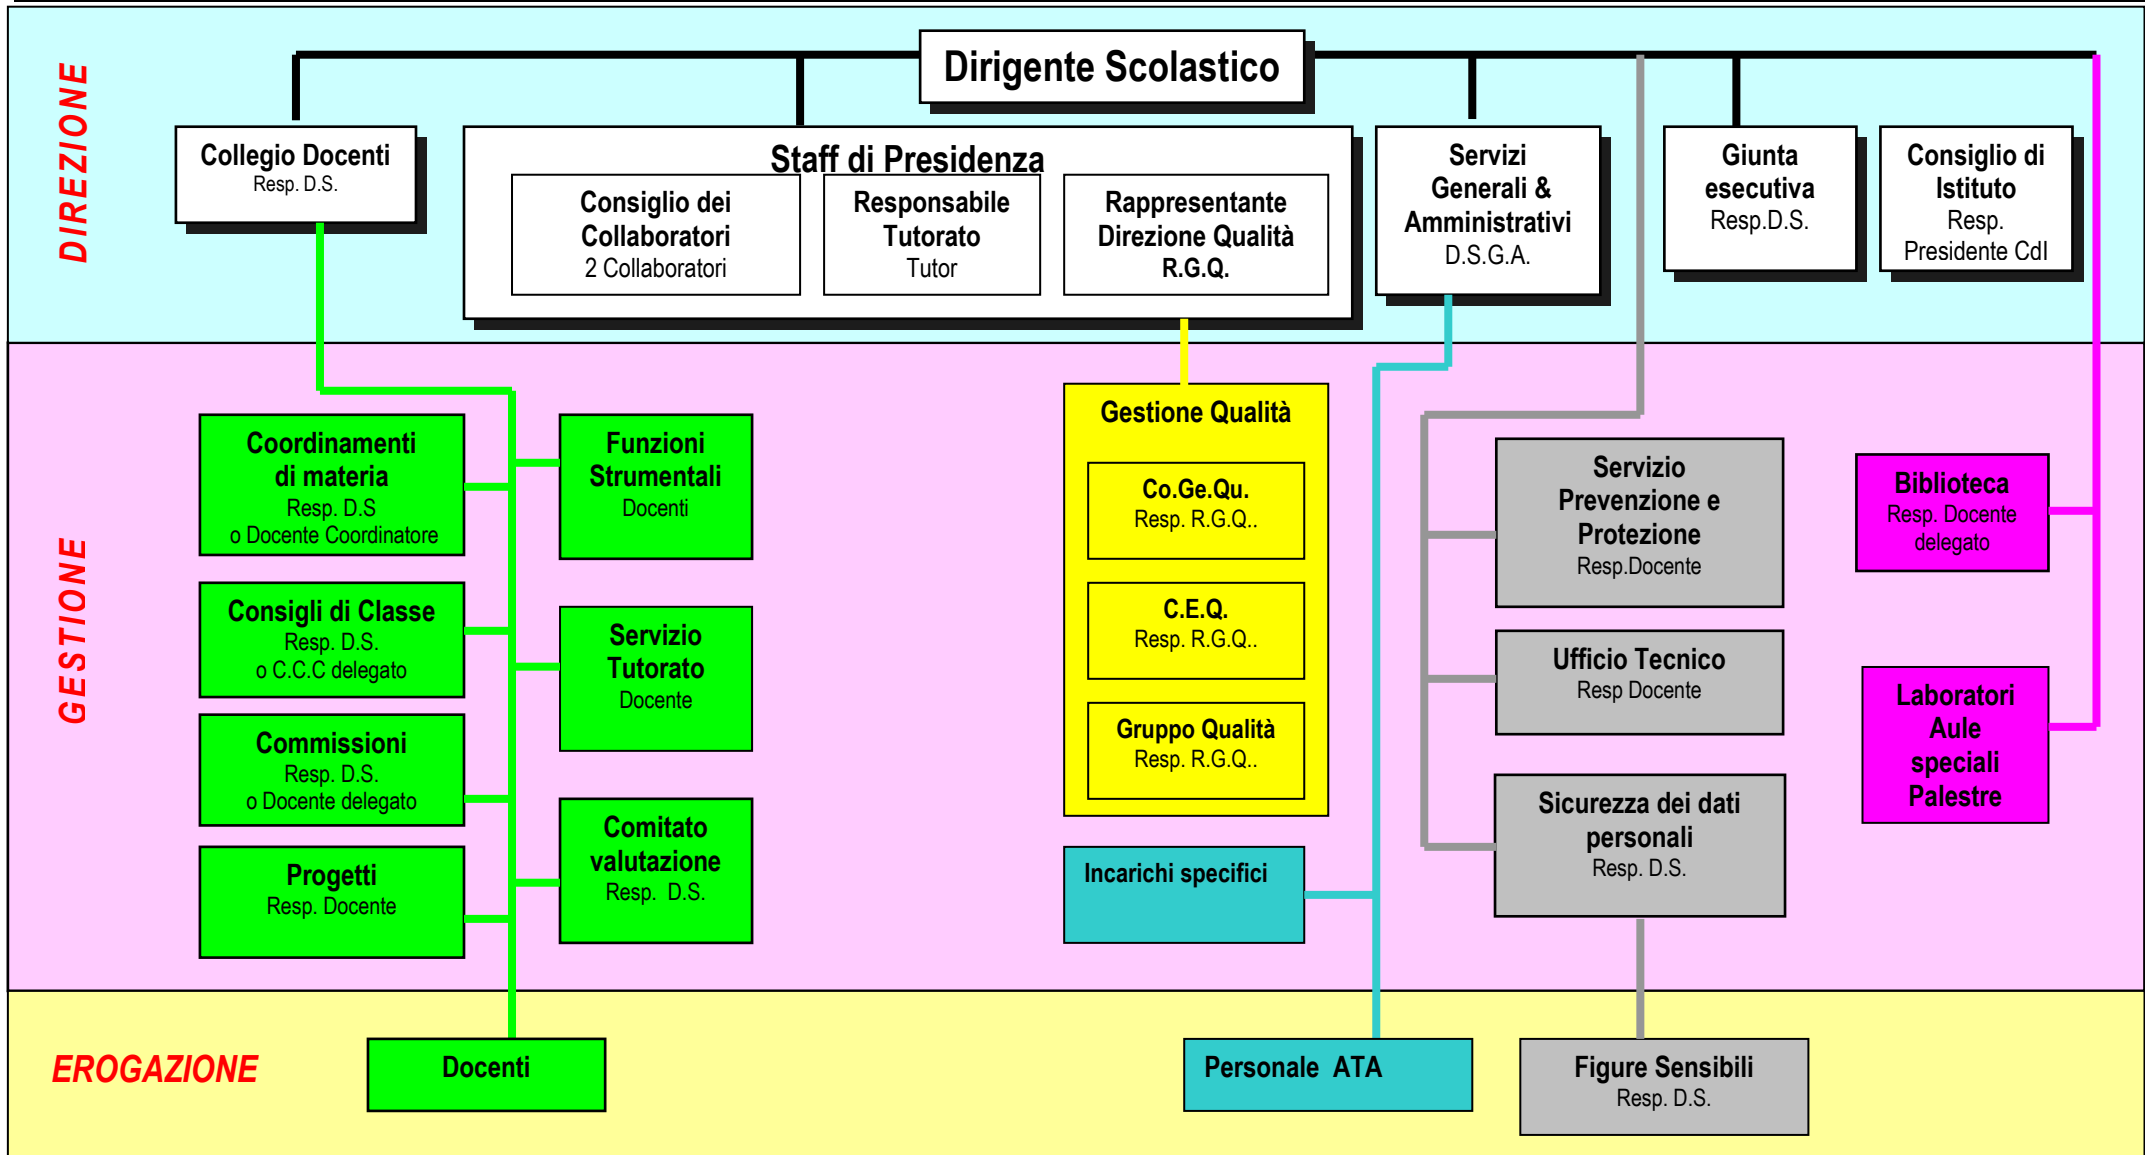 DIREZIONE
Dirigente Scolastico
Collegio Docenti
Resp. D.S.
Staff di Presidenza
Consiglio dei
Collaboratori
2 Collaboratori
Responsabile
Tutorato
Tutor
Rappresentante
Direzione Qualità
R.G.Q.
Servizi
Generali &
Amministrativi
D.S.G.A.
Giunta
esecutiva
Resp.D.S.
Consiglio di
Istituto
Resp.
Presidente CdI
GESTIONE
Coordinamenti
di materia
Resp. D.S
o Docente Coordinatore
Consigli di Classe
Resp. D.S.
o C.C.C delegato
Commissioni
Resp. D.S.
o Docente delegato
Progetti
Resp. Docente
Funzioni
Strumentali
Docenti
Servizio
Tutorato
Docente
Comitato
valutazione
Resp.  D.S.
Gestione Qualità
Co.Ge.Qu.
Resp. R.G.Q..
C.E.Q.
Resp. R.G.Q..
Gruppo Qualità
Resp. R.G.Q..
Incarichi specifici
Servizio
Prevenzione e
Protezione
Resp.Docente
Ufficio Tecnico
Resp Docente
Sicurezza dei dati
personali
Resp. D.S.
Biblioteca
Resp. Docente
delegato
Laboratori
Aule
speciali
Palestre
EROGAZIONE
Docenti
Personale  ATA
Figure Sensibili
Resp. D.S.